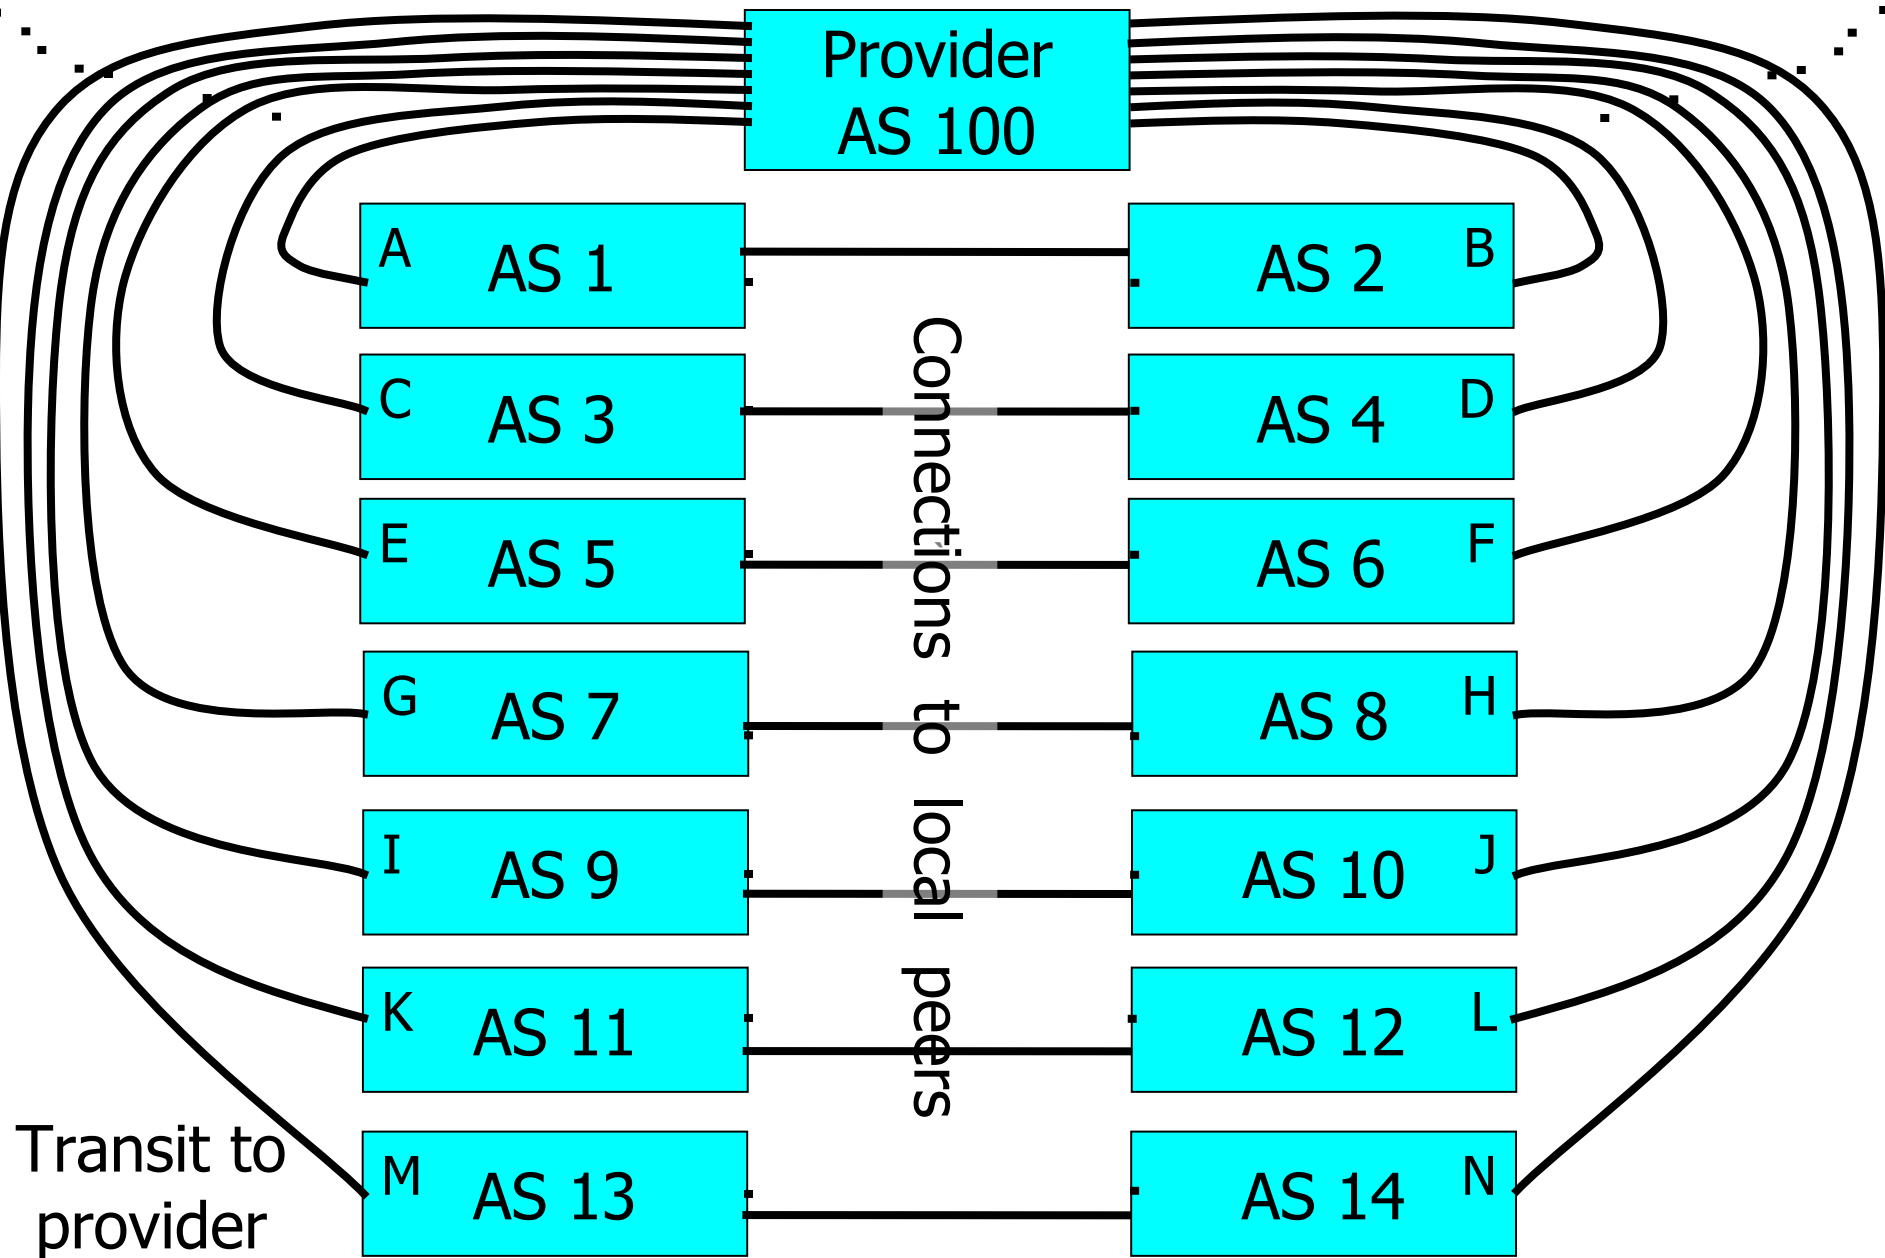 Provider
AS 100
A AS 1
AS 2 B
C AS 3
AS 4 D
E AS 5
AS 6 F
G AS 7
AS 8 H
I AS 9
AS 10 J
K AS 11
AS 12 L
M AS 13
AS 14 N
Connections to local peers
Transit to
provider